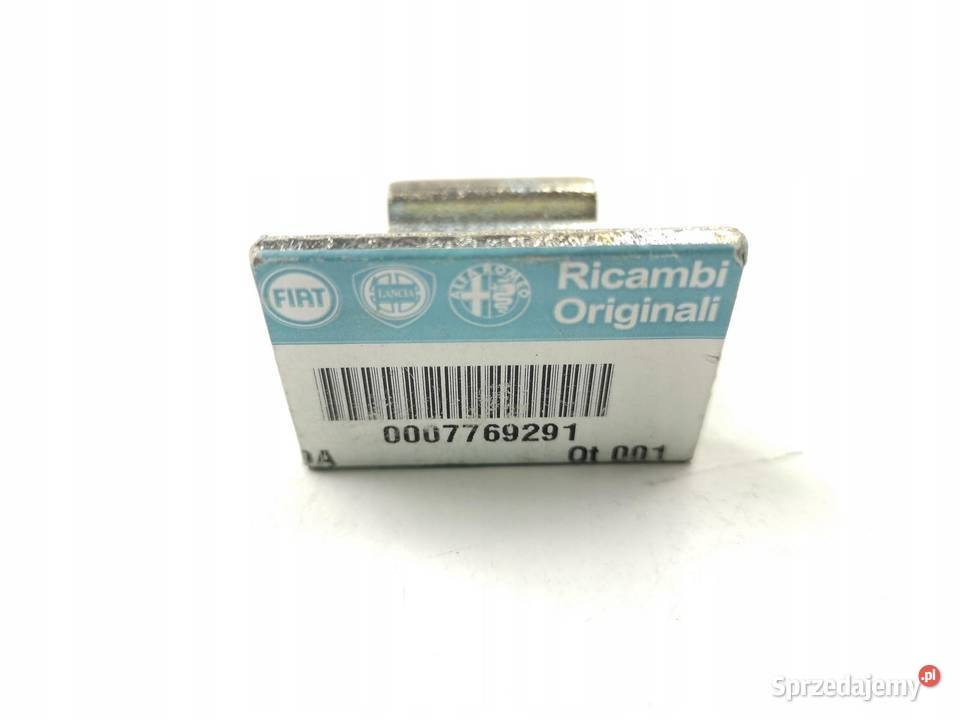 FIAT
LANCIA
ALFA ROMEO
Ricambi
Originali
0007769291
Qt 001
Sprzedajemy.pl